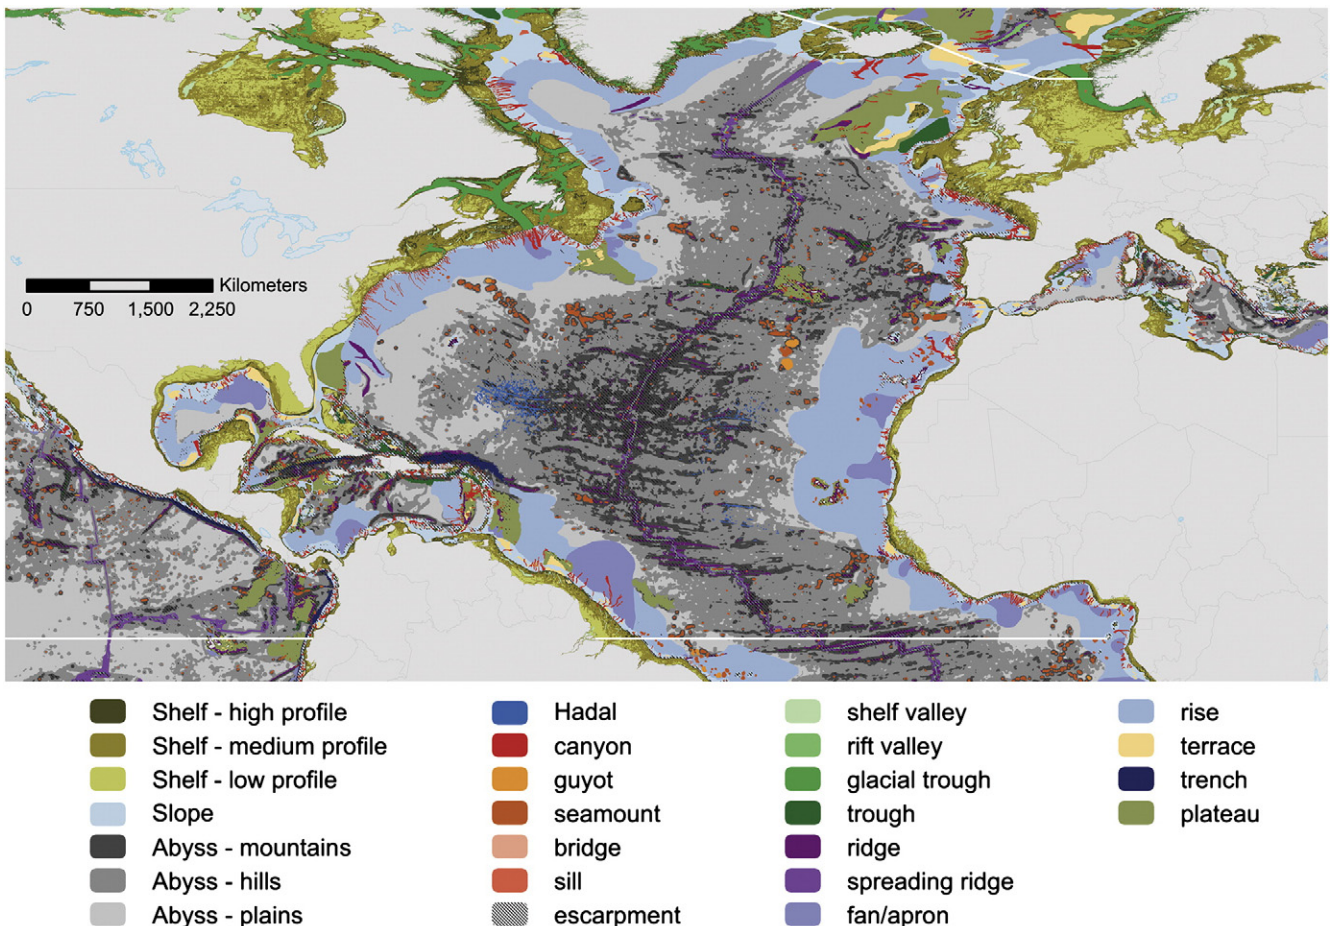 Kilometers
0 750 1,500 2,250
Shelf - high profile Hadal shelf valley rise
Shelf - medium profile canyon rift valley terrace
Shelf - low profile guyot glacial trough trench
Slope seamount trough plateau
Abyss - mountains bridge ridge
Abyss - hills sill spreading ridge
Abyss - plains escarpment fan/apron